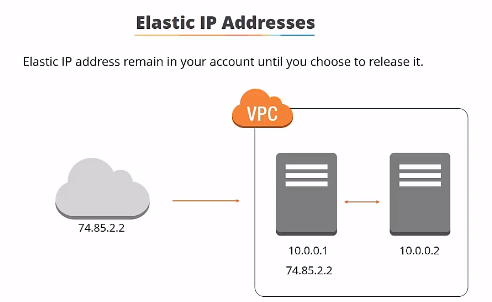 Elastic IP Addresses
Elastic IP address remain in your account until you choose to release it.
VPC
74.85.2.2
10.0.0.1
10.0.0.2
74.85.2.2